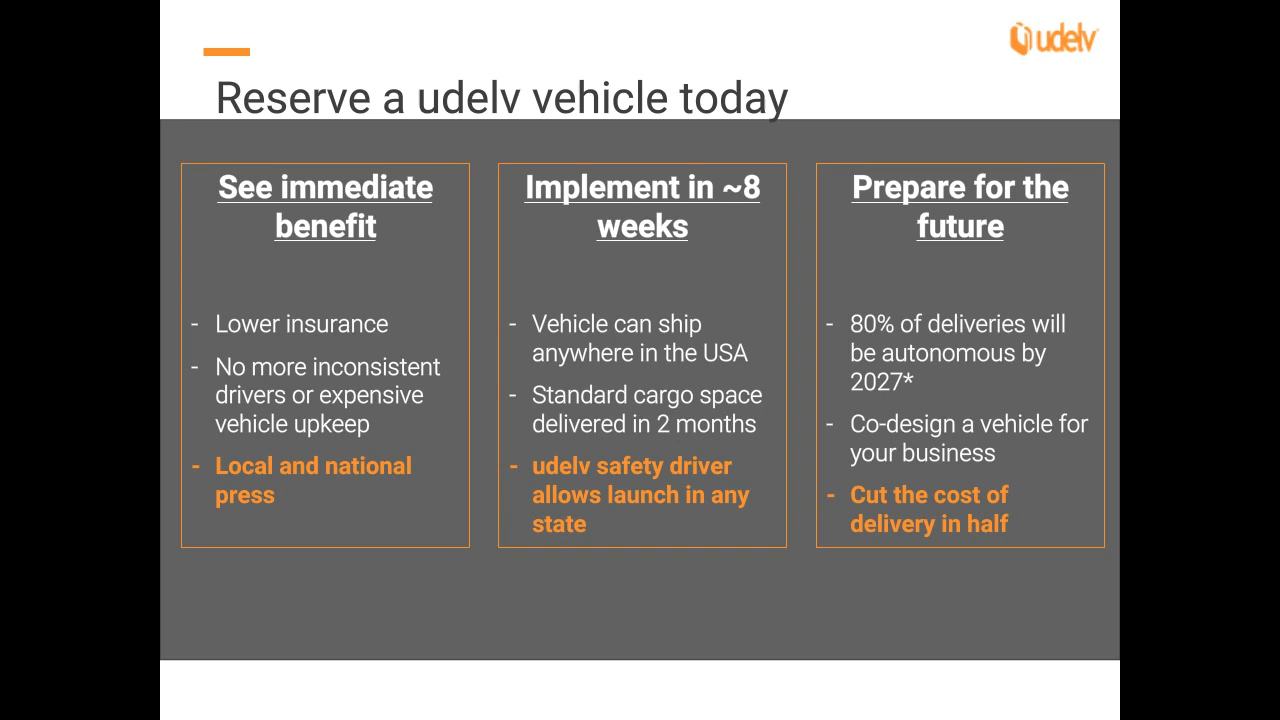 udelv
Reserve a udelv vehicle today
See immediate
benefit
- Lower insurance
- No more inconsistent
drivers or expensive
vehicle upkeep
- Local and national
press
Implement in ~8
weeks
- Vehicle can ship
anywhere in the USA
- Standard cargo space
delivered in 2 months
- udelv safety driver
allows launch in any
state
Prepare for the
future
- 80% of deliveries will
be autonomous by
2027*
- Co-design a vehicle for
your business
- Cut the cost of
delivery in half